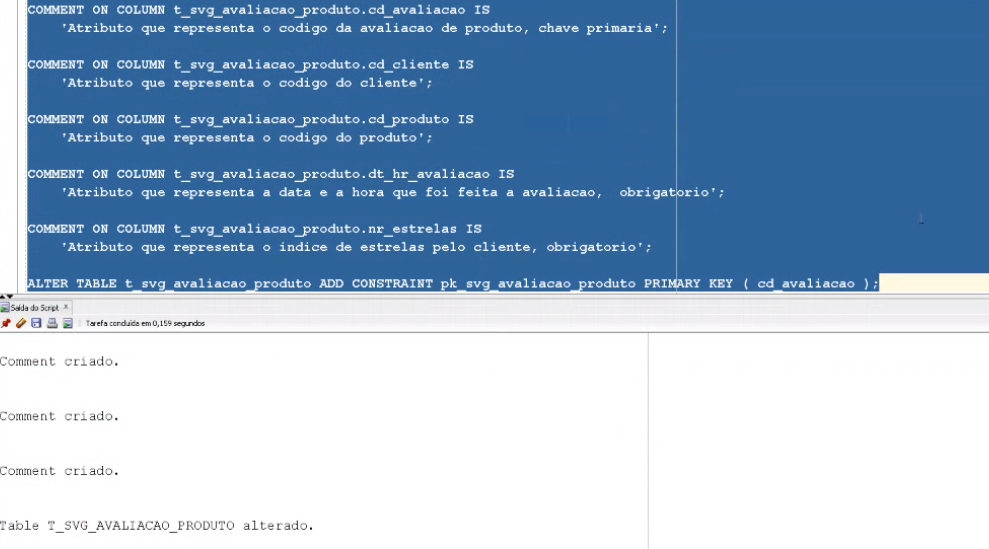 COMMENT ON COLUMN t_svg_avaliacao_produto.cd_avaliacao IS
'Atributo que representa o codigo da avaliacao de produto, chave primaria';
COMMENT ON COLUMN t_svg_avaliacao_produto.cd_cliente IS
'Atributo que representa o codigo do cliente';
COMMENT ON COLUMN t_svg_avaliacao_produto.cd_produto IS
'Atributo que representa o codigo do produto';
COMMENT ON COLUMN t_svg_avaliacao_produto.dt_hr_avaliacao IS
'Atributo que representa a data e a hora que foi feita a avaliacao,  obrigatorio';
COMMENT ON COLUMN t_svg_avaliacao_produto.nr_estrelas IS
'Atributo que representa o indice de estrelas pelo cliente, obrigatorio';
ALTER TABLE t_svg_avaliacao_produto ADD CONSTRAINT pk_svg_avaliacao_produto PRIMARY KEY ( cd_avaliacao );
Saída do Script
Tarefa concluída em 0,159 segundos
Comment criado.
Comment criado.
Comment criado.
Table T_SVG_AVALIACAO_PRODUTO alterado.